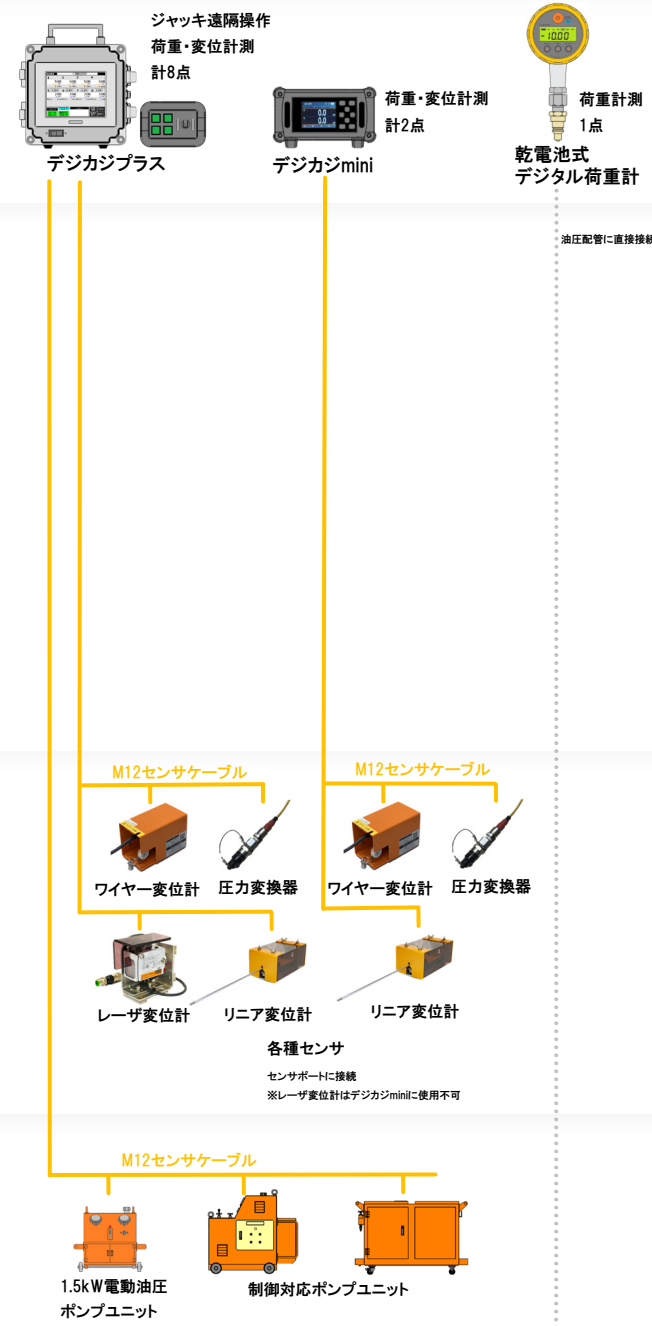 ジャッキ遠隔操作
荷重・変位計測
計8点
デジカジプラス
荷重・変位計測
計2点
デジカジmini
10.00
荷重計測
1点
乾電池式
デジタル荷重計
油圧配管に直接接続
M12センサケーブル
M12センサケーブル
ワイヤー変位計
圧力変換器
ワイヤー変位計
圧力変換器
レーザ変位計
リニア変位計
リニア変位計
各種センサ
センサポートに接続
※レーザ変位計はデジカジminiに使用不可
M12センサケーブル
1.5kW電動油圧
ポンプユニット
制御対応ポンプユニット